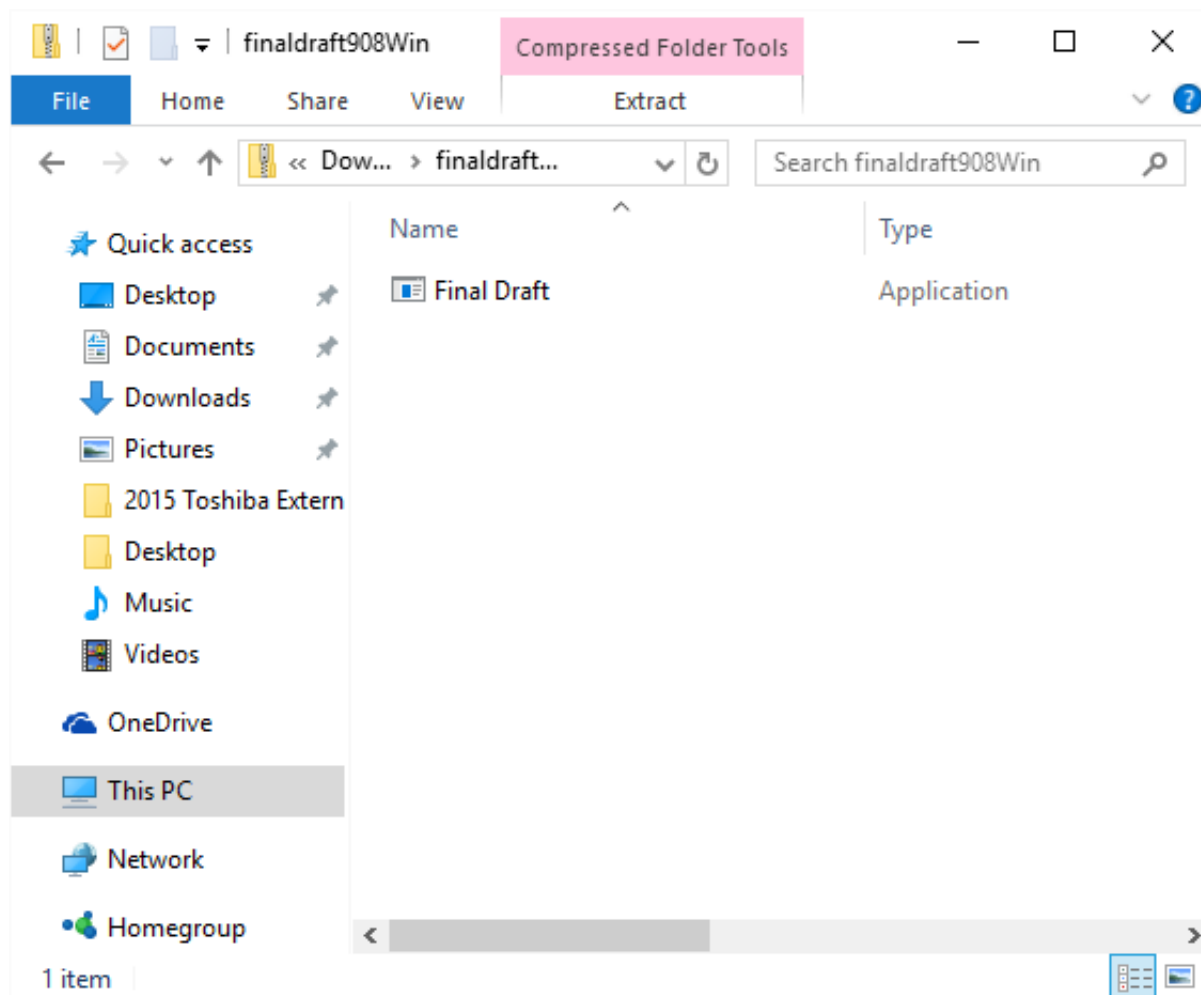 finaldraft908Win Compressed Folder Tools
File Home Share View Extract
« Dow... > finaldraft... Search finaldraft908Win
Name Type
Quick access
Desktop
Documents
Downloads
Pictures
2015 Toshiba Extern
Desktop
Music
Videos
OneDrive
This PC
Network
Homegroup
Final Draft Application
1 item